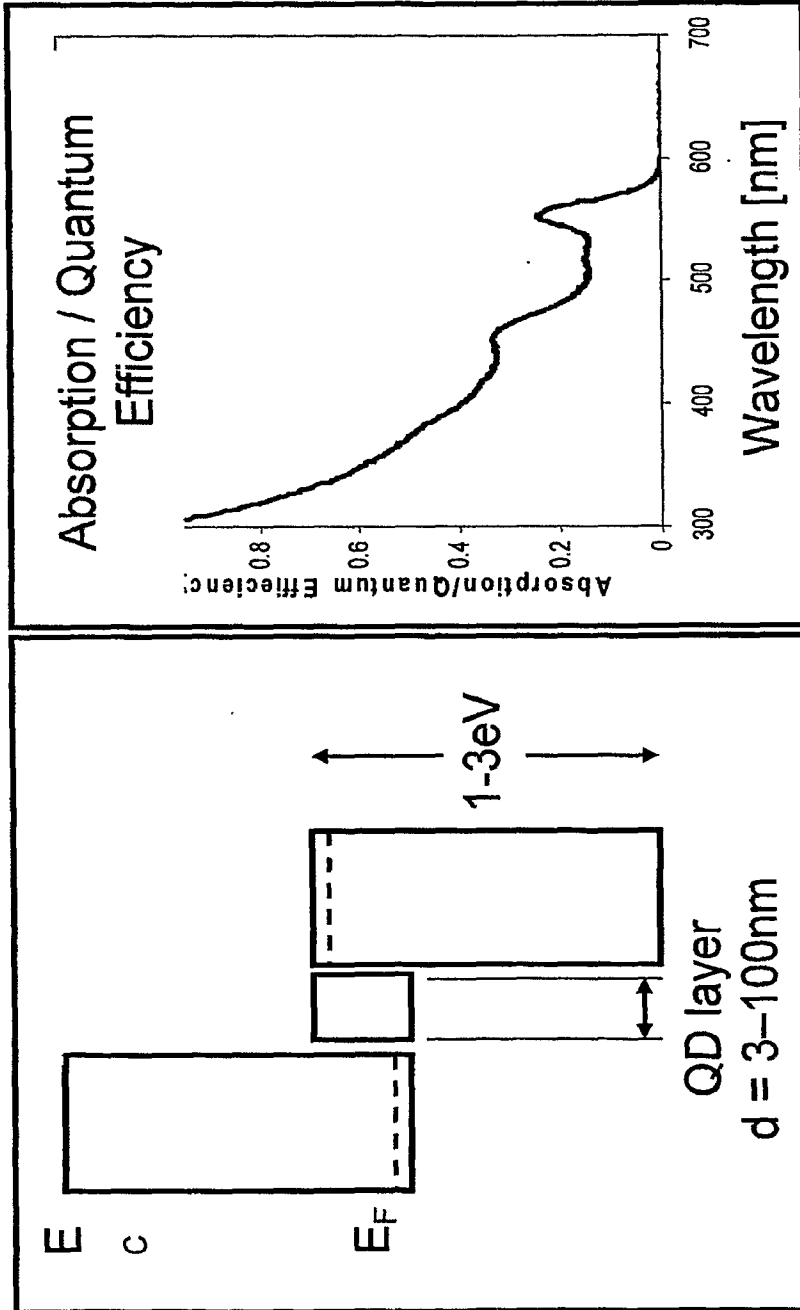 E
C
E_F
1-3eV
QD layer
d = 3–100nm
Absorption / Quantum
Efficiency
Absorption/Quantum Effieciency
0.8
0.6
0.4
0.2
0
300
400
500
600
700
Wavelength [nm]